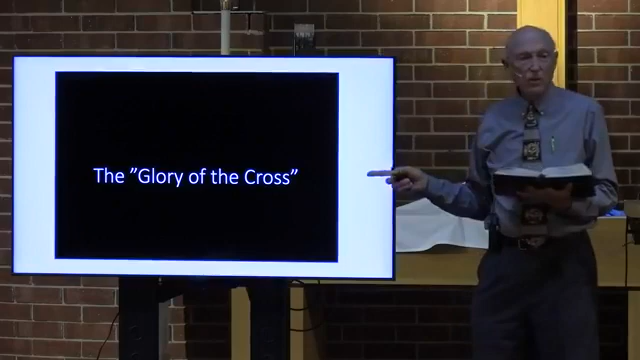 The ”Glory of the Cross”